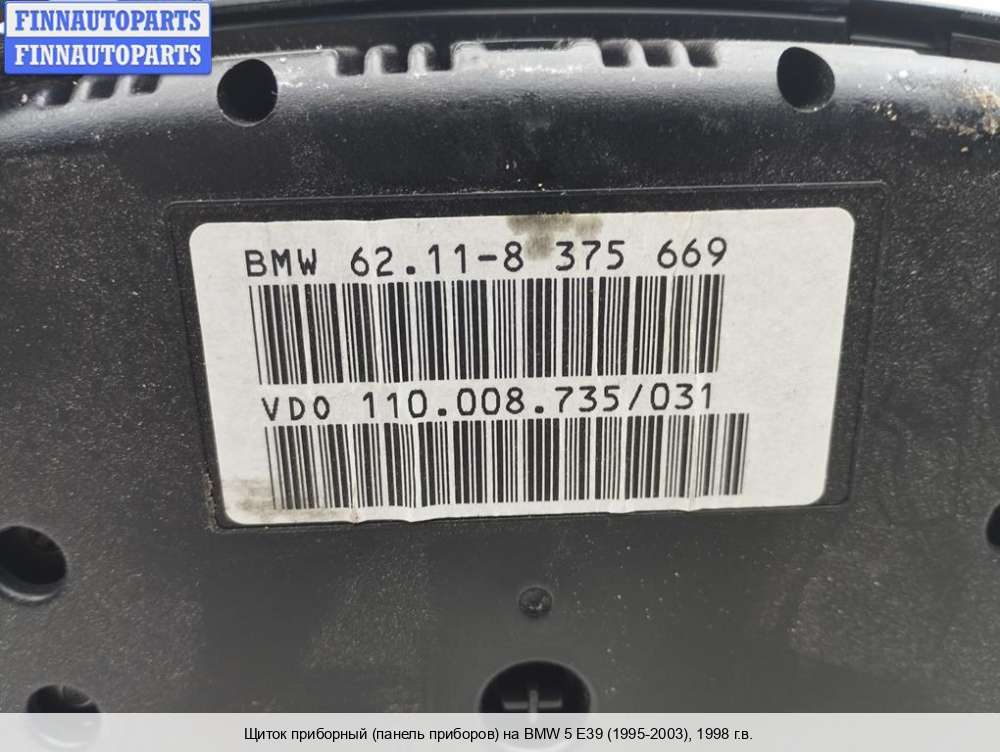 FINNAUTOPARTS
FINNAUTOPARTS
BMW 62.11-8 375 669
VDO 110.008.735/031
Щиток приборный (панель приборов) на BMW 5 E39 (1995-2003), 1998 г.в.